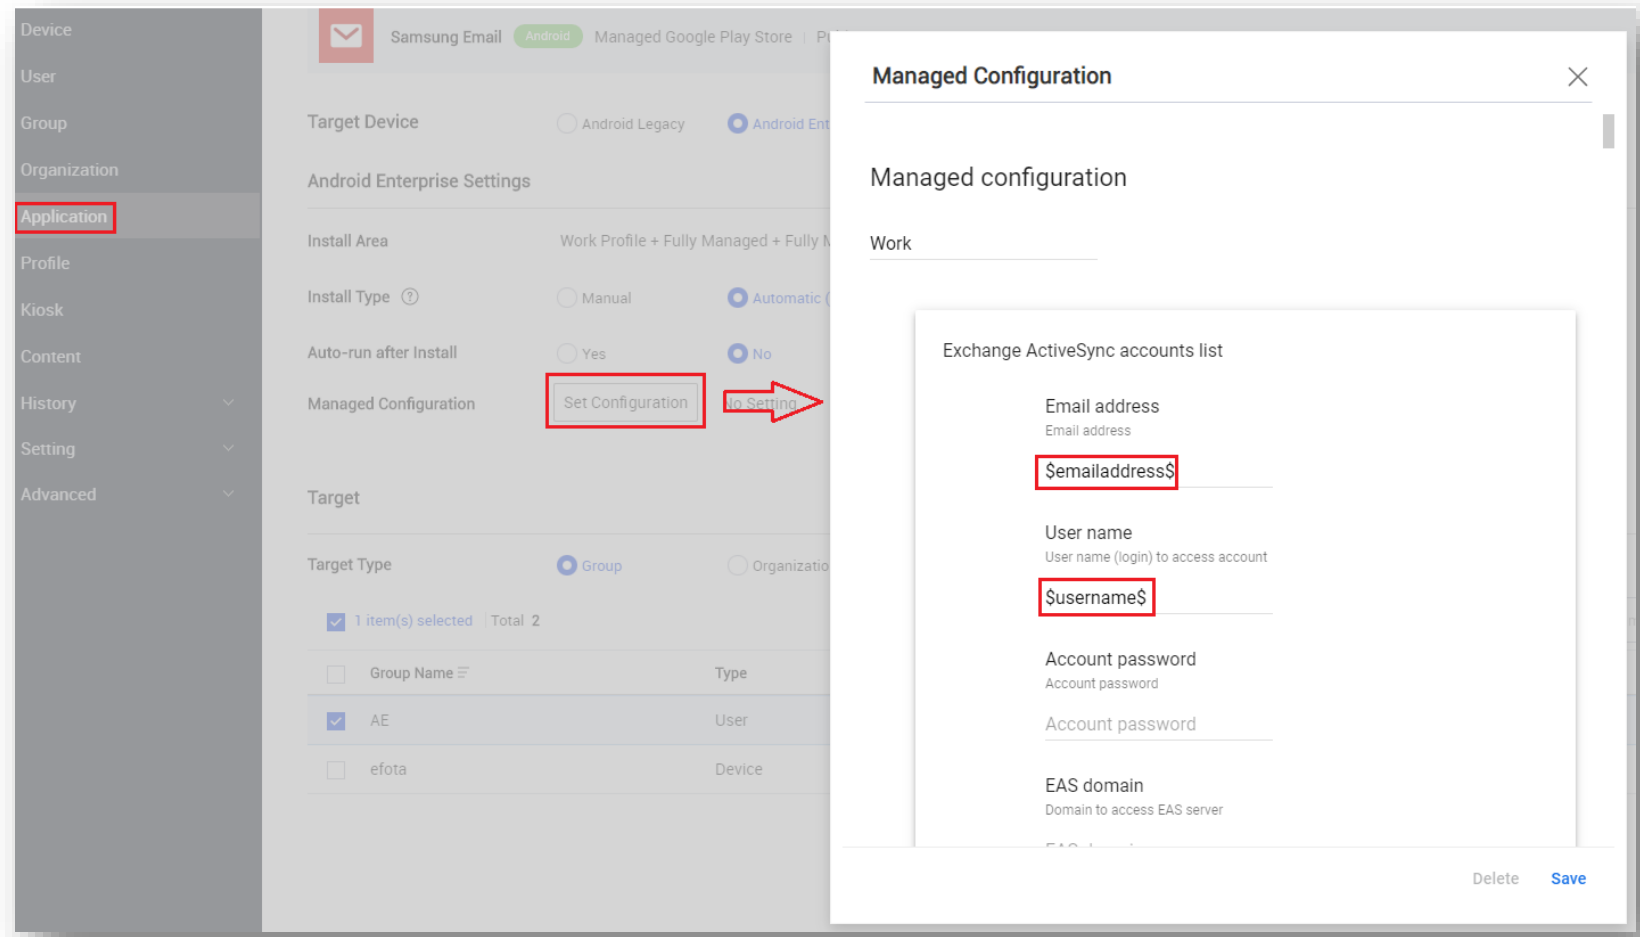 Device
User
Group
Organization
Application
Profile
Kiosk
Content
History
Setting
Advanced
Samsung Email Android Managed Google Play Store
Target Device Android Legacy Android Ent
Android Enterprise Settings
Install Area Work Profile + Fully Managed + Fully M
Install Type ? Manual Automatic (
Auto-run after Install Yes No
Managed Configuration Set Configuration No Setting
Target
Target Type Group Organizatio
1 item(s) selected Total 2
Group Name Type
AE User
efota Device
Managed Configuration
Managed configuration
Work
Exchange ActiveSync accounts list
Email address
Email address
$emailaddress$
User name
User name (login) to access account
$username$
Account password
Account password
Account password
EAS domain
Domain to access EAS server
Delete Save